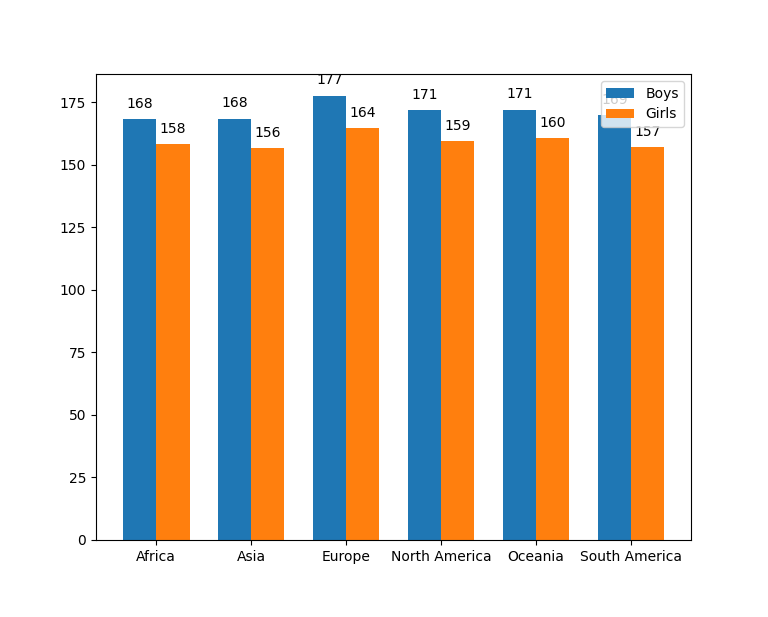 177
168
168
171
171
169
158
156
164
159
160
157
Boys
Girls
175
150
125
100
75
50
25
0
Africa
Asia
Europe
North America
Oceania
South America